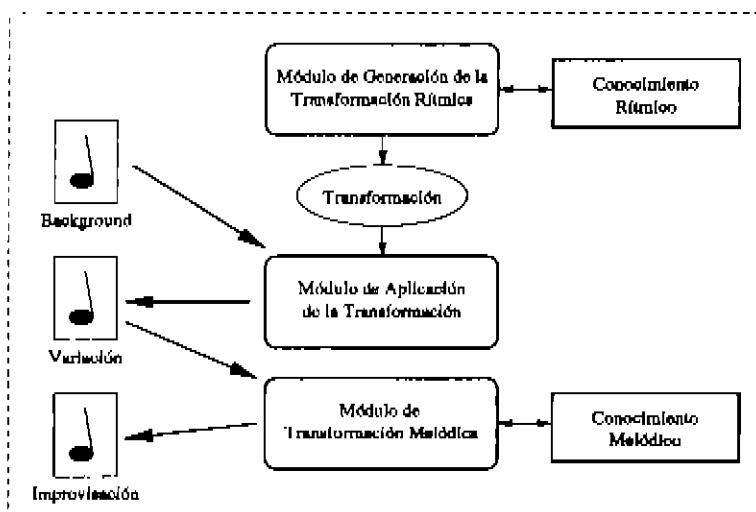 Módulo de Generación de la
Transformación Rítmica
Conocimiento
Rítmico
Background
Transformación
Módulo de Aplicación
de la Transformación
Variación
Módulo de
Transformación Melódica
Conocimiento
Melódico
Improvisación